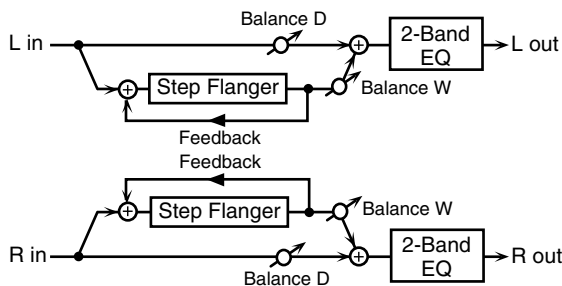 Balance D
L in
2-Band
EQ
L out
Step Flanger
Balance W
Feedback
Feedback
Step Flanger
Balance W
R in
2-Band
EQ
R out
Balance D